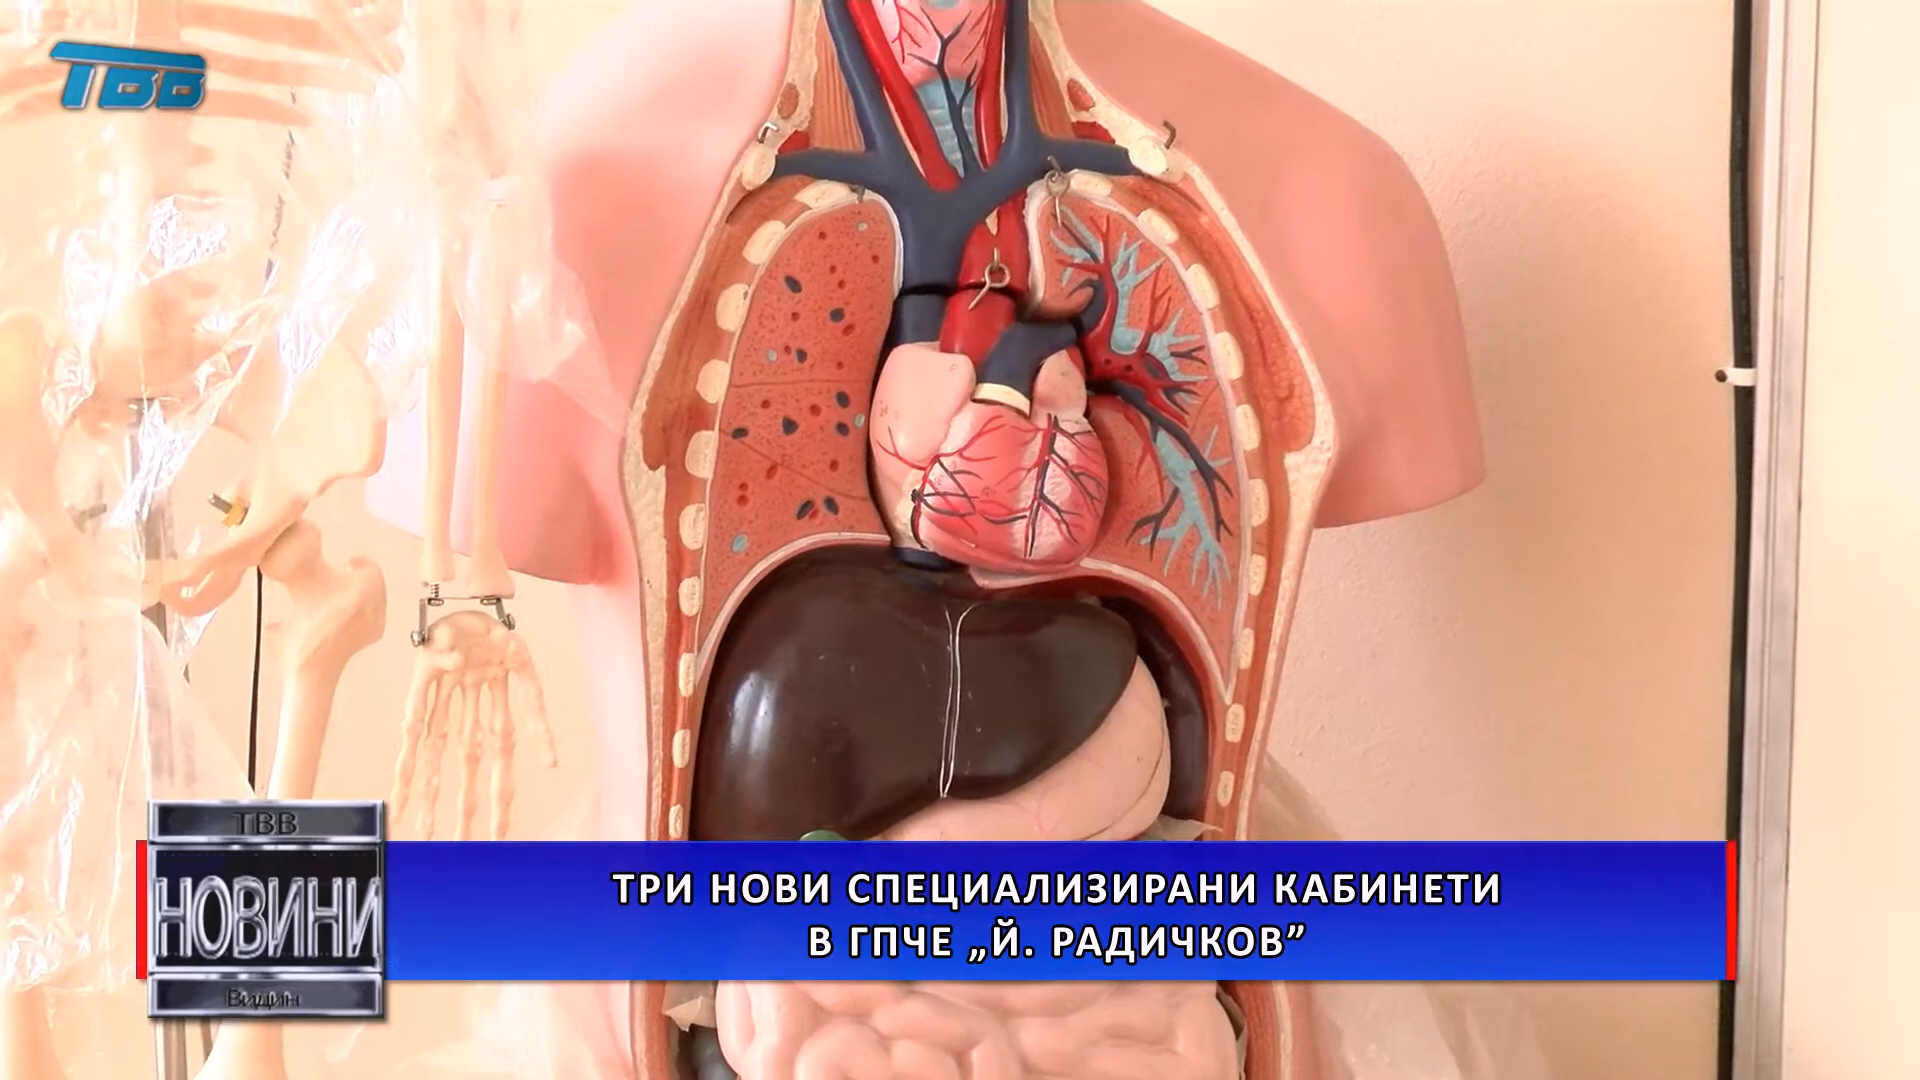 ТВВ
ТВВ
НОВИНИ
Видин
ТРИ НОВИ СПЕЦИАЛИЗИРАНИ КАБИНЕТИ
В ГПЧЕ „Й. РАДИЧКОВ”